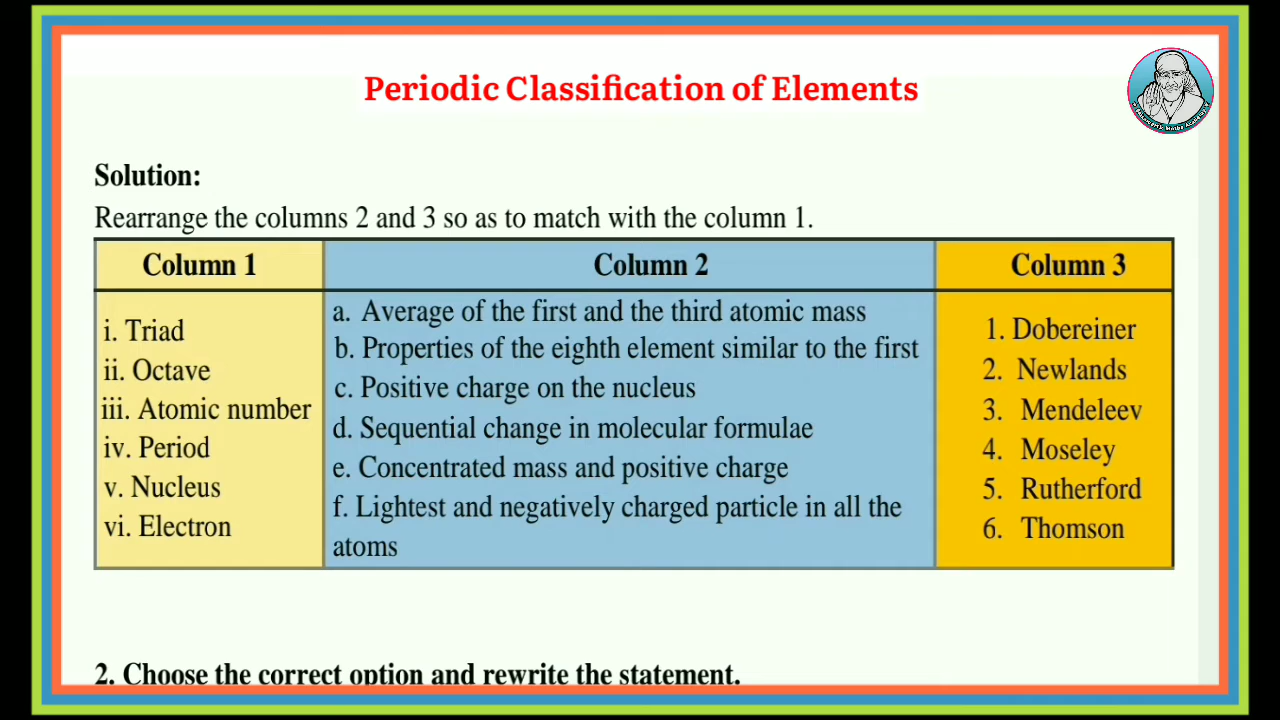 Periodic Classification of Elements
Solution:
Rearrange the columns 2 and 3 so as to match with the column 1.
Column 1 Column 2 Column 3
i. Triad
ii. Octave
iii. Atomic number
iv. Period
v. Nucleus
vi. Electron
a. Average of the first and the third atomic mass
b. Properties of the eighth element similar to the first
c. Positive charge on the nucleus
d. Sequential change in molecular formulae
e. Concentrated mass and positive charge
f. Lightest and negatively charged particle in all the
atoms
1. Dobereiner
2. Newlands
3. Mendeleev
4. Moseley
5. Rutherford
6. Thomson
2. Choose the correct option and rewrite the statement.